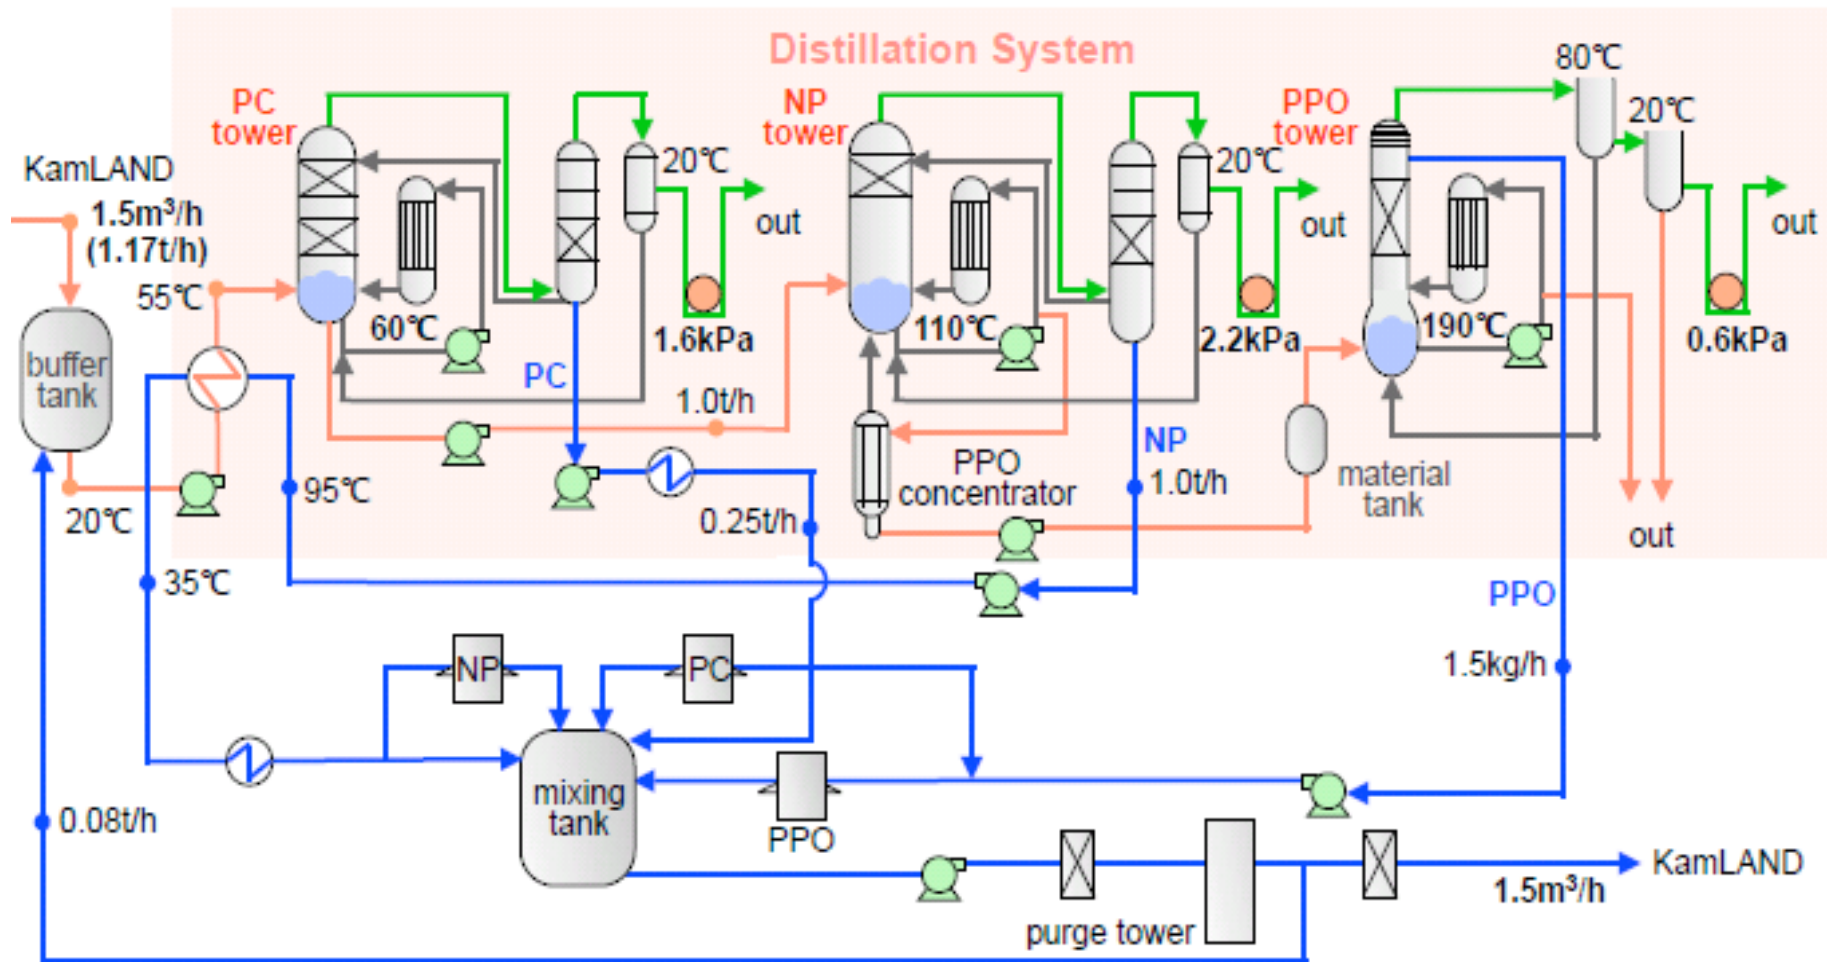 Distillation System
80℃
PC
tower
NP
tower
PPO
tower
20℃
KamLAND
20℃
20℃
1.5m³/h
(1.17t/h)
out
out
out
55℃
60℃
1.6kPa
110℃
2.2kPa
190℃
0.6kPa
buffer
tank
PC
1.0t/h
NP
PPO
concentrator
material
tank
95℃
1.0t/h
20℃
0.25t/h
out
35℃
PPO
NP
PC
1.5kg/h
mixing
tank
0.08t/h
PPO
KamLAND
1.5m³/h
purge tower